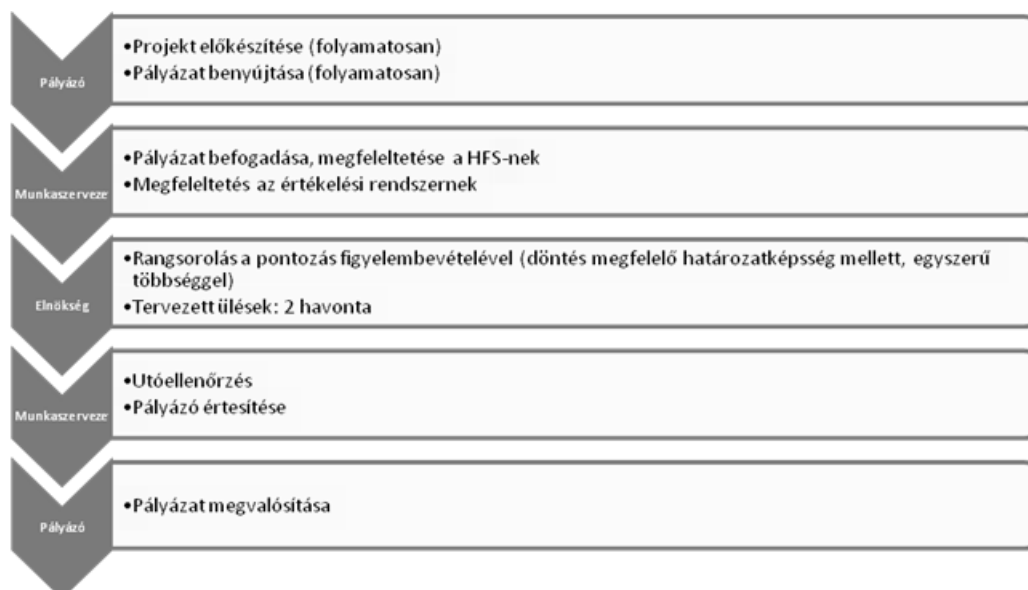 Pályázó
•Projekt előkészítése (folyamatosan)
•Pályázat benyújtása (folyamatosan)
Munkaszerveze
•Pályázat befogadása, megfeleltetése a HFS-nek
•Megfeleltetés az értékelési rendszernek
Elnökség
•Rangsorolás a pontozás figyelembevételével (döntés megfelelő határozatképsség mellett, egyszerű
többséggel)
•Tervezett ülések: 2 havonta
Munkaszerveze
•Utóellenőrzés
•Pályázó értesítése
Pályázó
•Pályázat megvalósítása